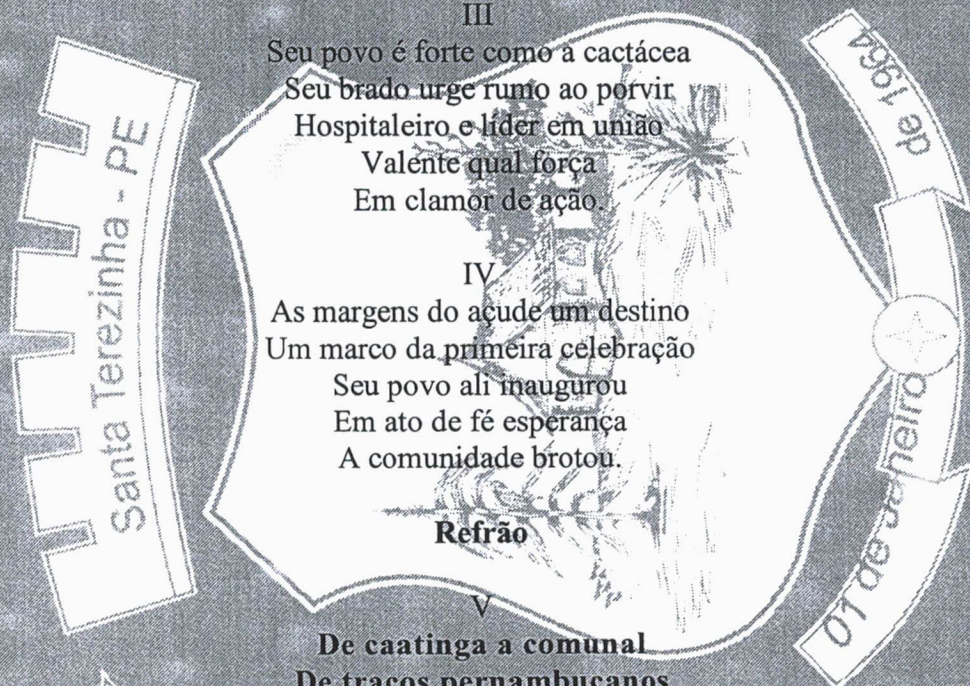 III
Seu povo é forte como a cactácea
Seu brado urge rumo ao porvir
Hospitaleiro e líder em união
Valente qual força
Em clamor de ação.
IV
As margens do açude um destino
Um marco da primeira celebração
Seu povo ali inaugurou
Em ato de fé esperança
A comunidade brotou.
Refrão
V
De caatinga a comunal
De traços pernambucanos
Santa Terezinha - PE
01 de Janeiro
de 1964